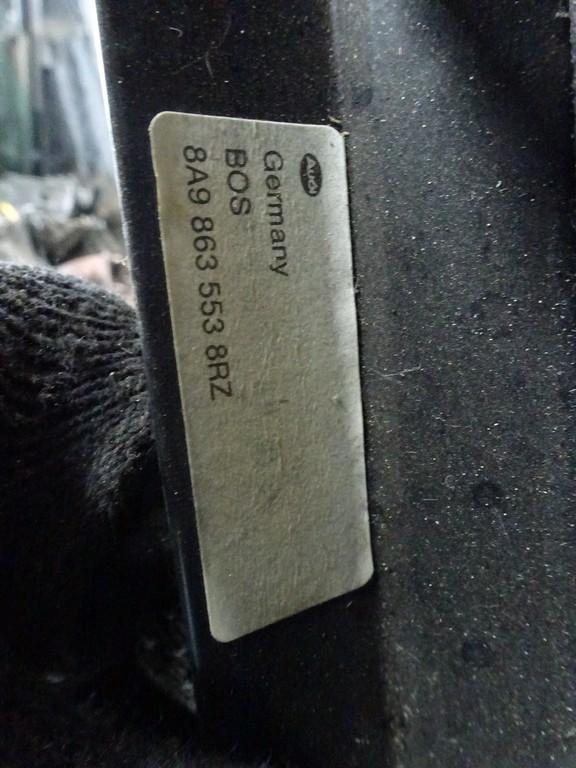 Audi
Germany
BOS
8A9 863 553 8RZ